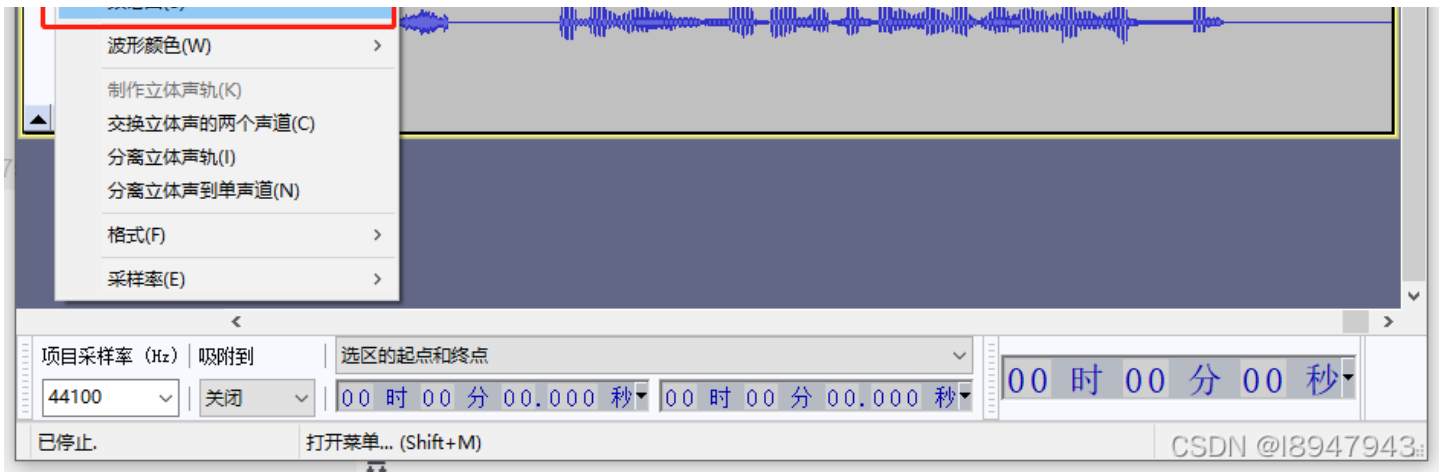 波形颜色(W)
制作立体声轨(K)
交换立体声的两个声道(C)
分离立体声轨(I)
分离立体声到单声道(N)
格式(F)
采样率(E)
项目采样率 (Hz) 吸附到 选区的起点和终点
44100 关闭 00 时 00 分 00.000 秒 00 时 00 分 00.000 秒 00 时 00 分 00 秒
已停止. 打开菜单... (Shift+M)
CSDN @l8947943